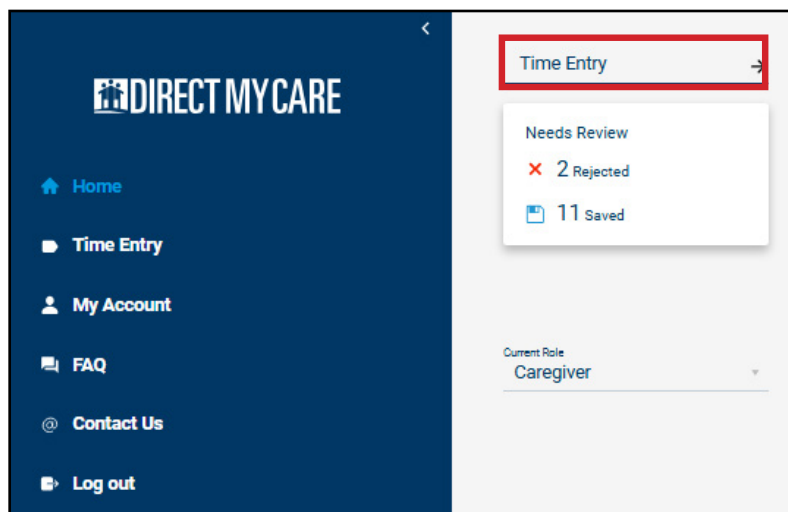 DIRECT MY CARE
Home
Time Entry
My Account
FAQ
@ Contact Us
Log out
Time Entry
Needs Review
2 Rejected
11 Saved
Current Role
Caregiver